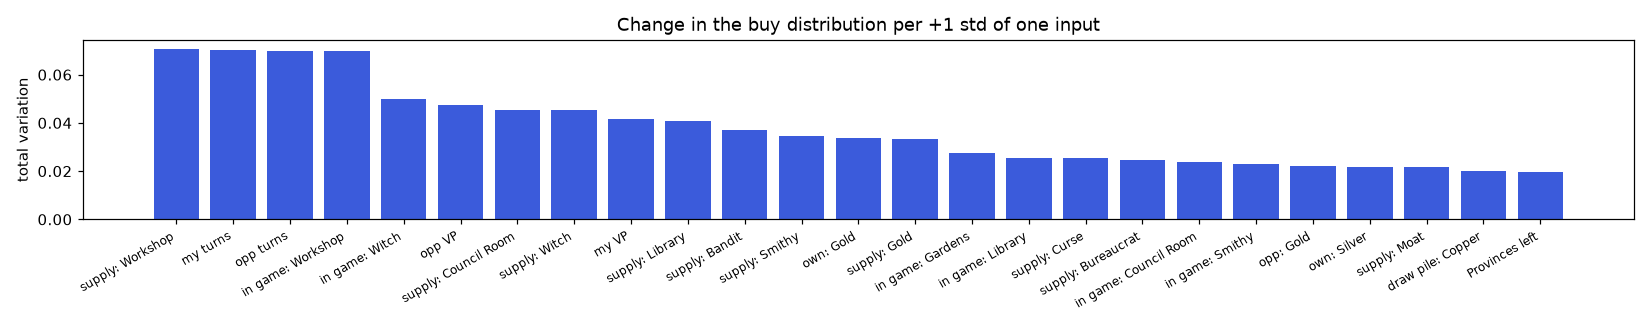 Change in the buy distribution per +1 std of one input
total variation
0.06
0.04
0.02
0.00
supply: Workshop
my turns
opp turns
in game: Workshop
in game: Witch
opp VP
supply: Council Room
supply: Witch
my VP
supply: Library
supply: Bandit
supply: Smithy
own: Gold
supply: Gold
in game: Gardens
in game: Library
supply: Curse
supply: Bureaucrat
in game: Council Room
in game: Smithy
opp: Gold
own: Silver
supply: Moat
draw pile: Copper
Provinces left